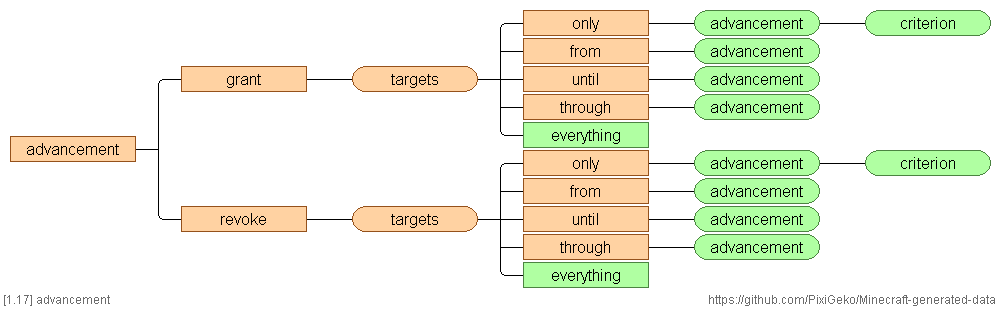 only advancement criterion
from advancement
grant targets until advancement
through advancement
everything
advancement
only advancement criterion
from advancement
revoke targets until advancement
through advancement
everything
[1.17] advancement
https://github.com/PixiGeko/Minecraft-generated-data